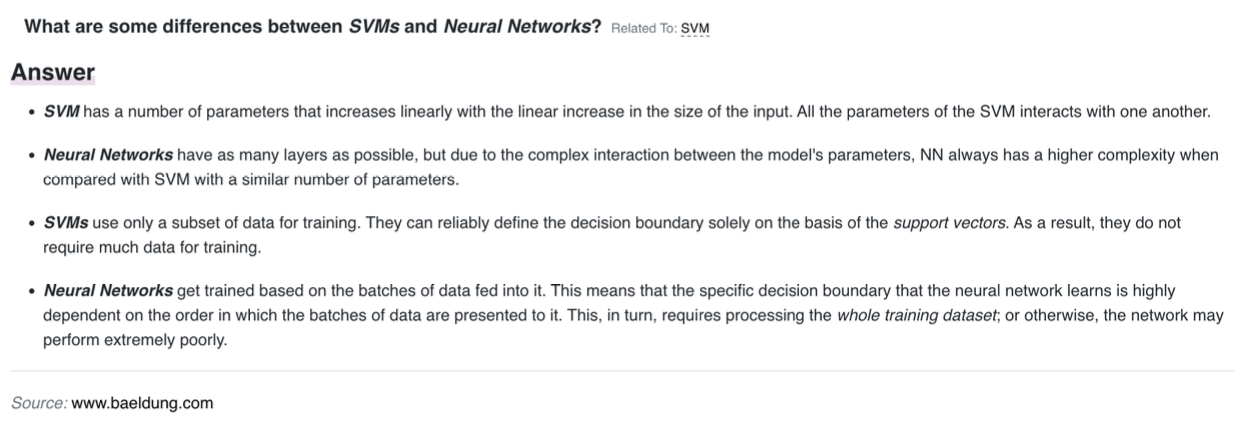 What are some differences between SVMs and Neural Networks? Related To: SVM
Answer
• SVM has a number of parameters that increases linearly with the linear increase in the size of the input. All the parameters of the SVM interacts with one another.
• Neural Networks have as many layers as possible, but due to the complex interaction between the model's parameters, NN always has a higher complexity when
compared with SVM with a similar number of parameters.
• SVMs use only a subset of data for training. They can reliably define the decision boundary solely on the basis of the support vectors. As a result, they do not
require much data for training.
• Neural Networks get trained based on the batches of data fed into it. This means that the specific decision boundary that the neural network learns is highly
dependent on the order in which the batches of data are presented to it. This, in turn, requires processing the whole training dataset; or otherwise, the network may
perform extremely poorly.
Source: www.baeldung.com